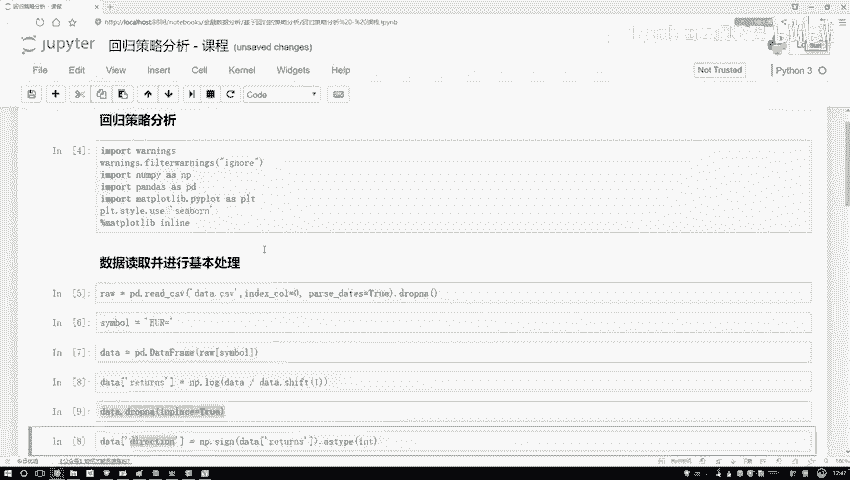 回归策略分析 - 课程
jupyter 回归策略分析 - 课程 (unsaved changes)
File Edit View Insert Cell Kernel Widgets Help
Not Trusted
Python 3
Code
回归策略分析
In [4]: import warnings
warnings.filterwarnings("ignore")
import numpy as np
import pandas as pd
import matplotlib.pyplot as plt
plt.style.use('seaborn')
%matplotlib inline
数据读取并进行基本处理
In [5]: raw = pd.read_csv('data.csv',index_col=0, parse_dates=True).dropna()
In [6]: symbol = 'EUR='
In [7]: data = pd.DataFrame(raw[symbol])
In [8]: data['returns'] = np.log(data / data.shift(1))
In [9]: data.dropna(inplace=True)
In [8]: data['direction'] = np.sign(data['returns']).astype(int)
12:47